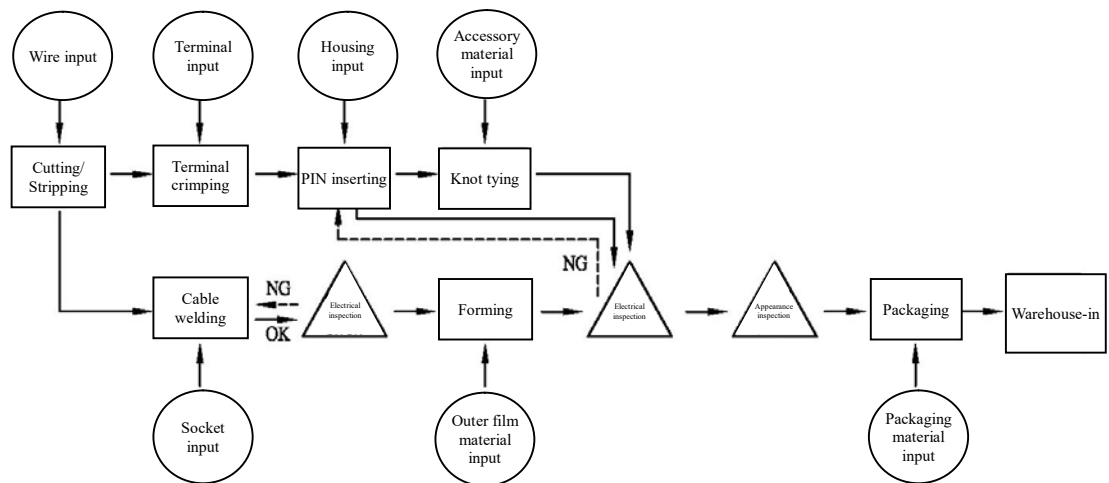 Wire input
Terminal
input
Housing
input
Accessory
material
input
Cutting/
Stripping
Terminal
crimping
PIN inserting
Knot tying
NG
Cable
welding
NG
OK
Electrical
inspection
Forming
Electrical
inspection
Appearance
inspection
Packaging
Warehouse-in
Socket
input
Outer film
material
input
Packaging
material
input